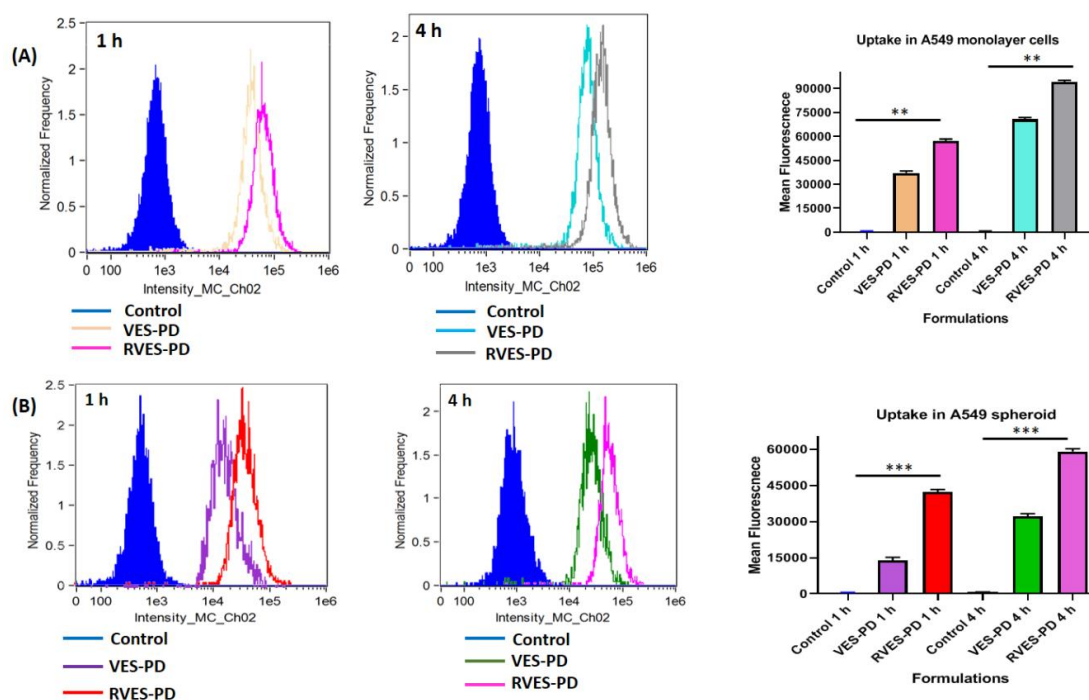 (A)
1 h
2.5
2
1.5
1
0.5
0
Normalized Frequency
0 100 1e3 1e4 1e5 1e6
Intensity_MC_Ch02
Control
VES-PD
RVES-PD
4 h
2
1.5
1
0.5
0
Normalized Frequency
0 100 1e3 1e4 1e5 1e6
Intensity_MC_Ch02
Control
VES-PD
RVES-PD
Uptake in A549 monolayer cells
**
**
90000
75000
60000
45000
30000
15000
0
Mean Fluorescnece
Control 1 h
VES-PD 1 h
RVES-PD 1 h
Control 4 h
VES-PD 4 h
RVES-PD 4 h
Formulations
(B)
1 h
2.5
2
1.5
1
0.5
0
Normalized Frequency
0 100 1e3 1e4 1e5 1e6
Intensity_MC_Ch02
Control
VES-PD
RVES-PD
4 h
2
1.5
1
0.5
0
Normalized Frequency
0 100 1e3 1e4 1e5 1e6
Intensity_MC_Ch02
Control
VES-PD
RVES-PD
Uptake in A549 spheroid
***
***
60000
45000
30000
15000
0
Mean Fluorescnece
Control 1 h
VES-PD 1 h
RVES-PD 1 h
Control 4 h
VES-PD 4 h
RVES-PD 4 h
Formulations